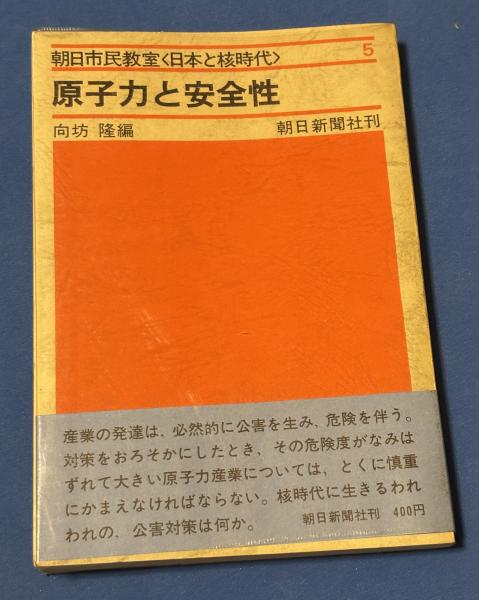 朝日市民教室〈日本と核時代〉 5
原子力と安全性
向坊 隆編 朝日新聞社刊
産業の発達は、必然的に公害を生み、危険を伴う。
対策をおろそかにしたとき、その危険度がなみは
ずれて大きい原子力産業については、とくに慎重
にかまえなければならない。核時代に生きるわれ
われの、公害対策は何か。 朝日新聞社刊 400円